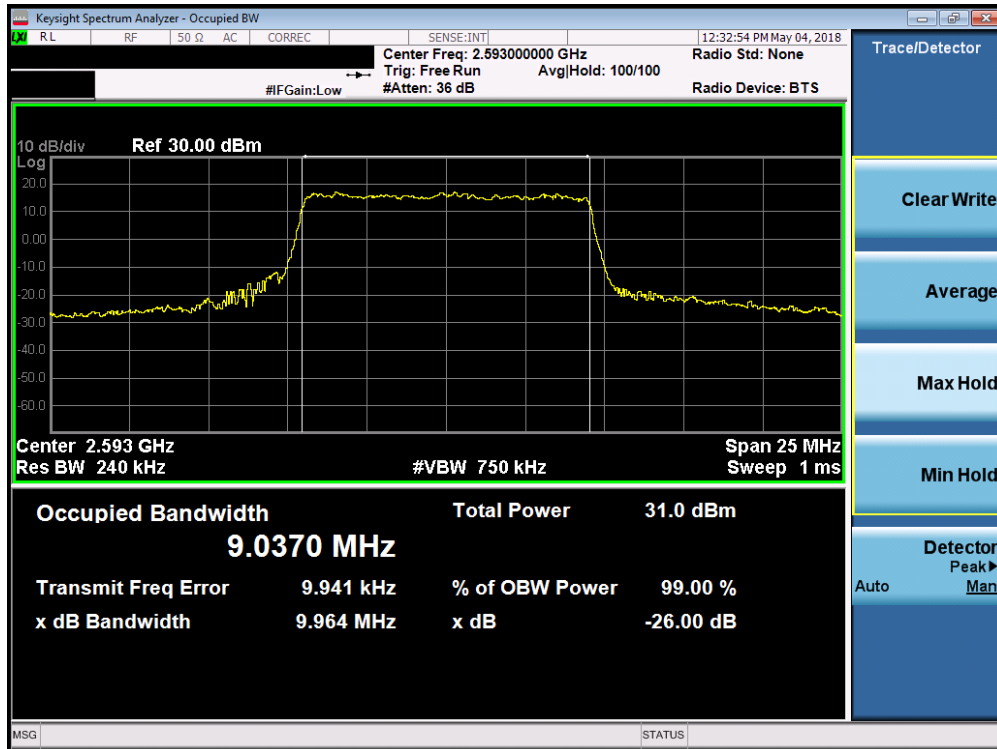 Keysight Spectrum Analyzer - Occupied BW
LXI RL RF 50 Ω AC CORREC SENSE:INT 12:32:54 PM May 04, 2018
Center Freq: 2.593000000 GHz Radio Std: None
Trig: Free Run Avg|Hold: 100/100
#IFGain:Low #Atten: 36 dB Radio Device: BTS
Trace/Detector
10 dB/div Ref 30.00 dBm
Log
20.0
10.0
0.00
-10.0
-20.0
-30.0
-40.0
-50.0
-60.0
Center 2.593 GHz Span 25 MHz
Res BW 240 kHz #VBW 750 kHz Sweep 1 ms
Occupied Bandwidth Total Power 31.0 dBm
9.0370 MHz
Transmit Freq Error 9.941 kHz % of OBW Power 99.00 %
x dB Bandwidth 9.964 MHz x dB -26.00 dB
Clear Write
Average
Max Hold
Min Hold
Detector
Peak▶
Auto Man
MSG STATUS